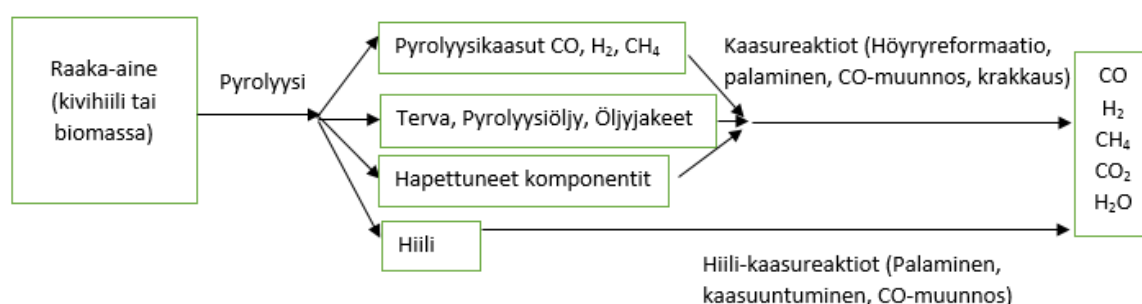 Raaka-aine
(kivihiili tai
biomassa)
Pyrolyysi
Pyrolyysikaasut CO, H₂, CH₄
Terva, Pyrolyysiöljy, Öljyjakeet
Hapettuneet komponentit
Hiili
Kaasureaktiot (Höyryreformaatio,
palaminen, CO-muunnos, krakkaus)
Hiili-kaasureaktiot (Palaminen,
kaasuuntuminen, CO-muunnos)
CO
H₂
CH₄
CO₂
H₂O